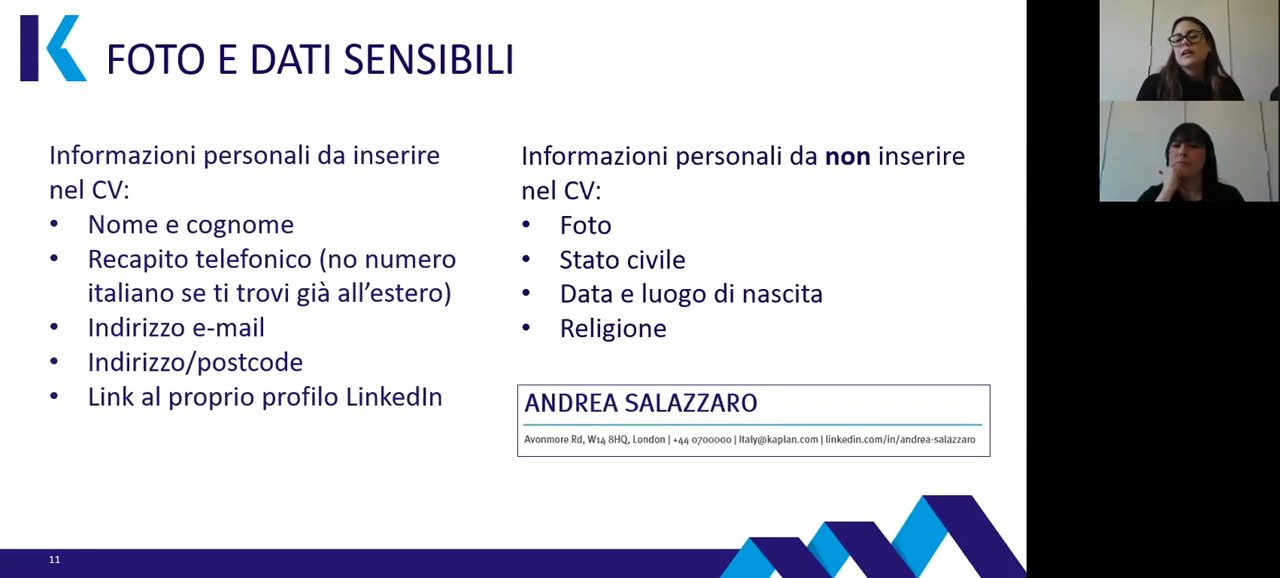 K FOTO E DATI SENSIBILI
Informazioni personali da inserire
nel CV:
• Nome e cognome
• Recapito telefonico (no numero
italiano se ti trovi già all’estero)
• Indirizzo e-mail
• Indirizzo/postcode
• Link al proprio profilo LinkedIn
Informazioni personali da non inserire
nel CV:
• Foto
• Stato civile
• Data e luogo di nascita
• Religione
ANDREA SALAZZARO
Avonmore Rd, W14 8HQ, London | +44 0700000 | Italy@kaplan.com | linkedin.com/in/andrea-salazzaro
11